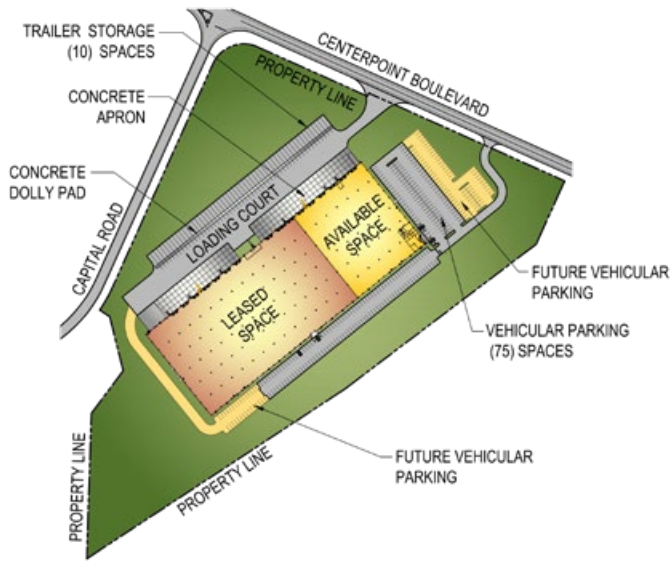 TRAILER STORAGE
(10) SPACES
CENTERPOINT BOULEVARD
PROPERTY LINE
CONCRETE
APRON
CONCRETE
DOLLY PAD
CAPITAL ROAD
LOADING COURT
AVAILABLE
SPACE
LEASED
SPACE
FUTURE VEHICULAR
PARKING
VEHICULAR PARKING
(75) SPACES
FUTURE VEHICULAR
PARKING
PROPERTY LINE
PROPERTY LINE